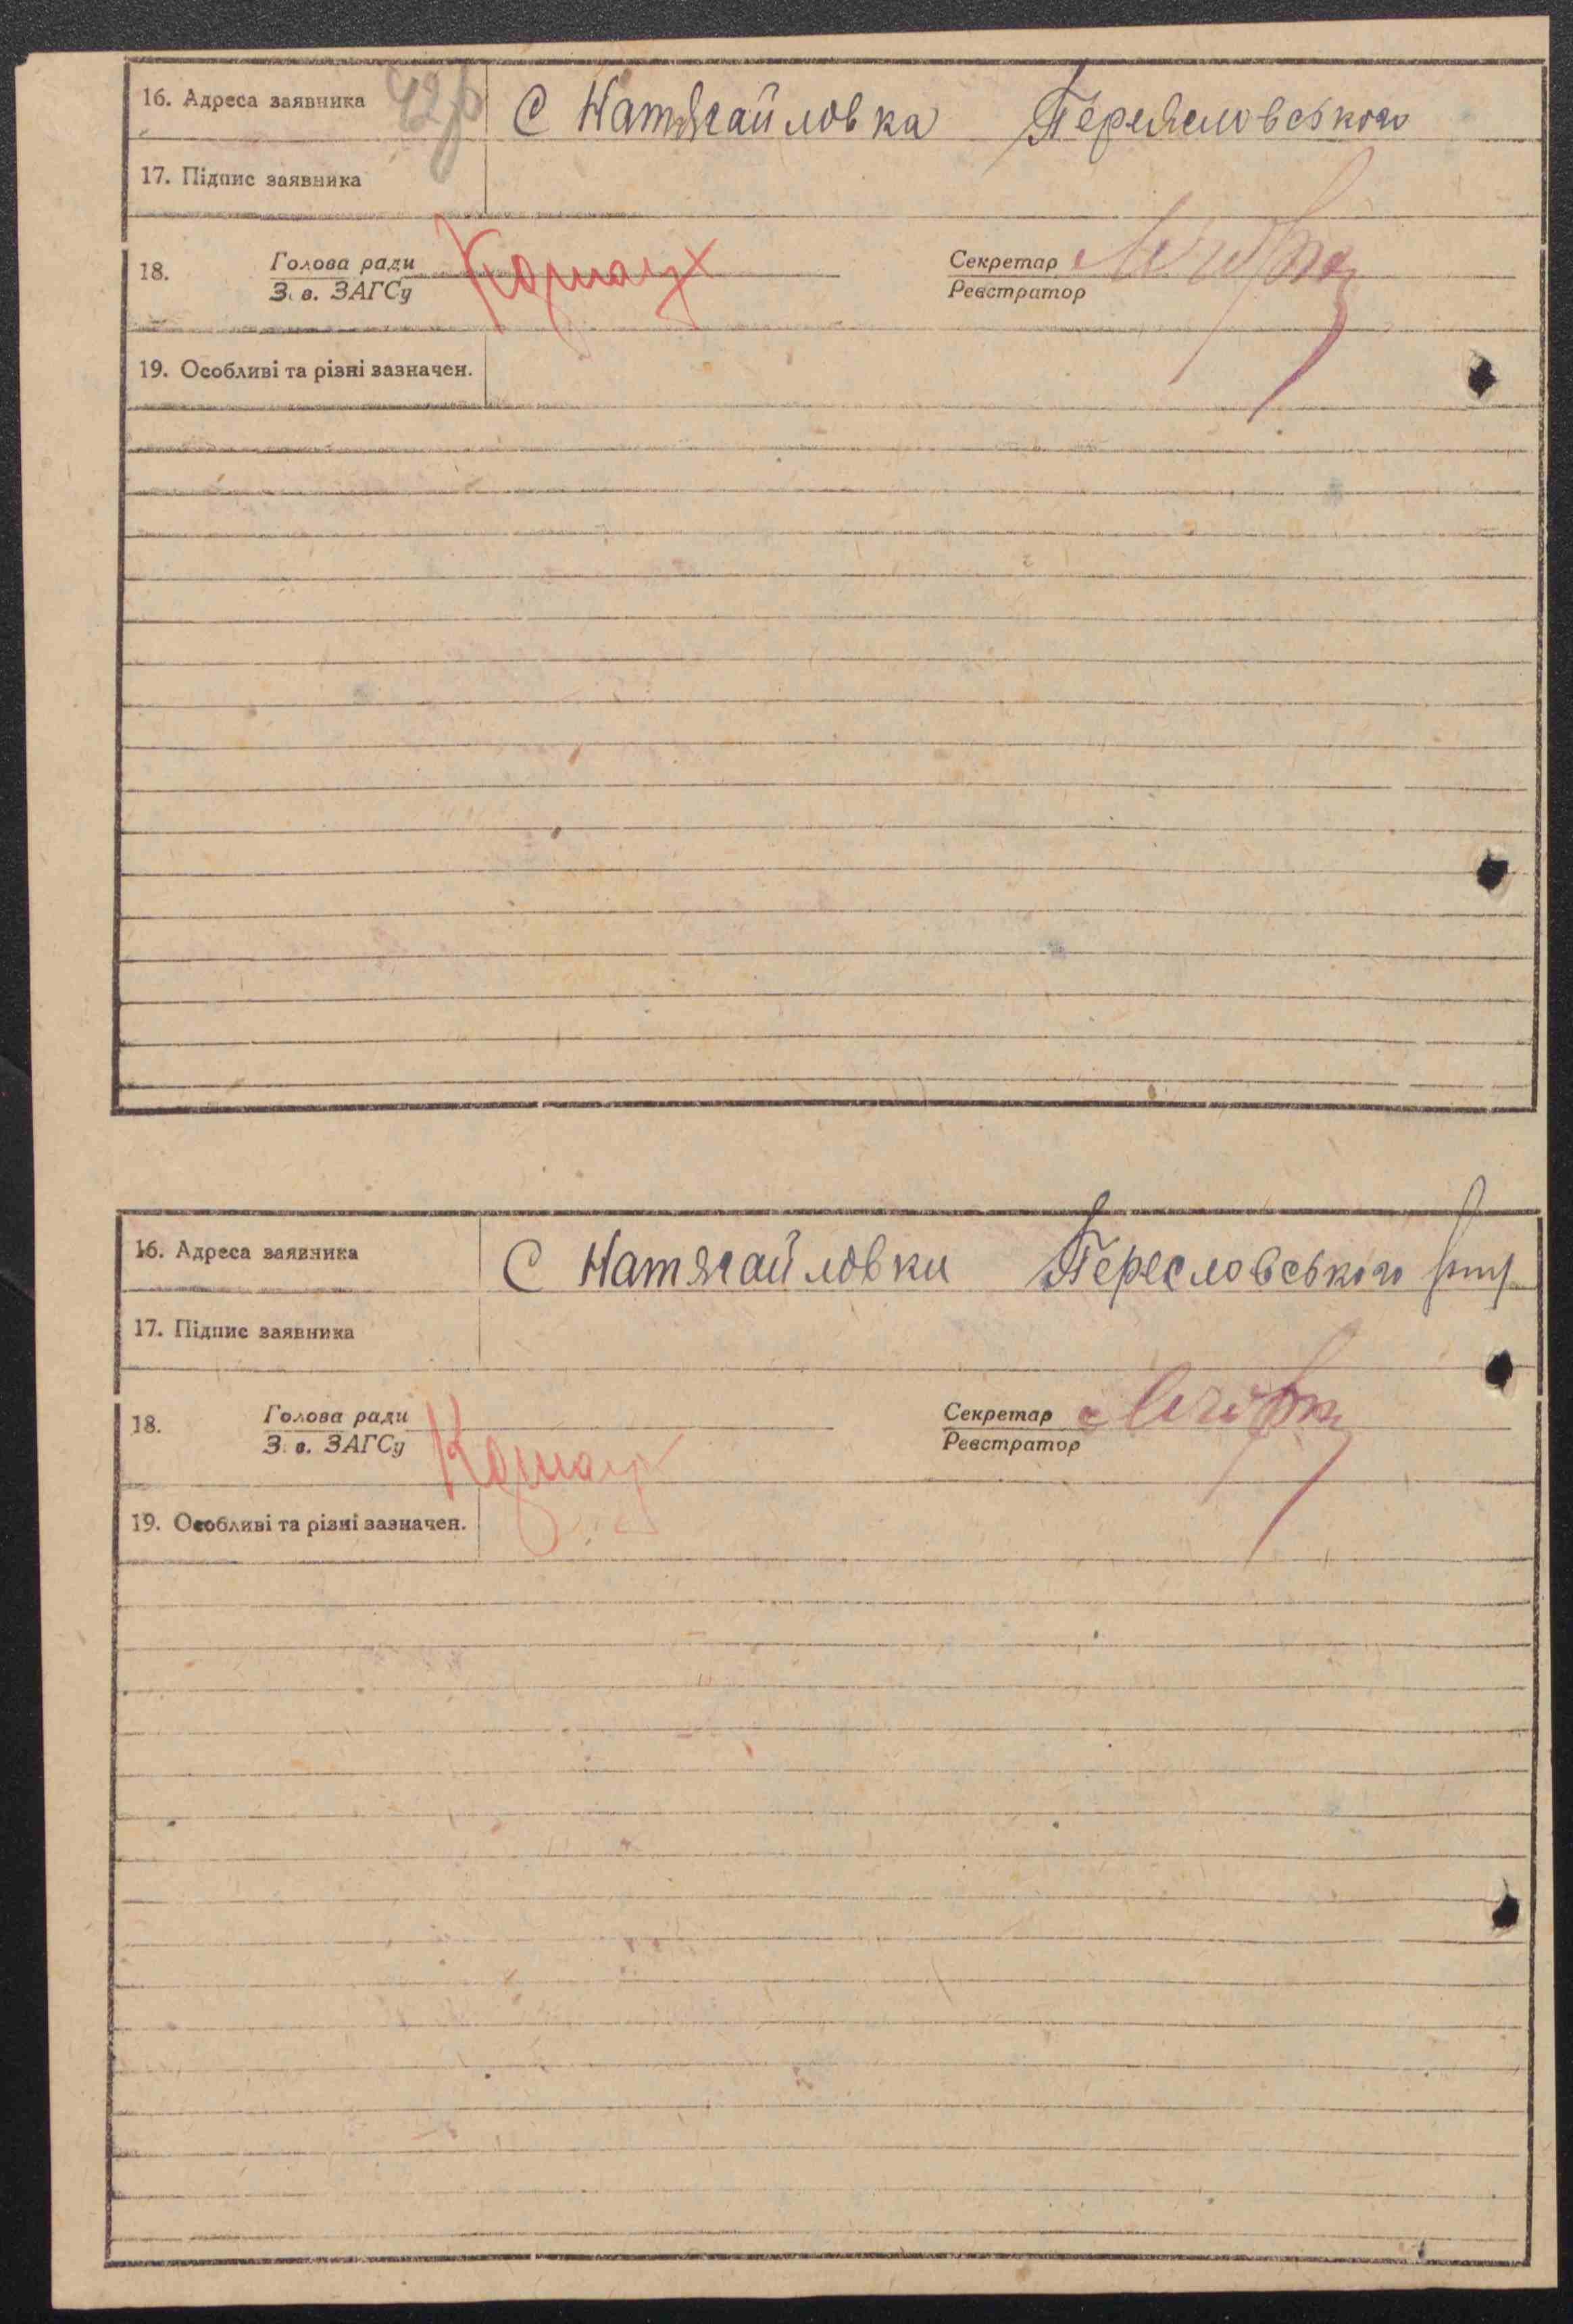 16. Адреса заявника С Натягайловка Переясловського
17. Підпис заявника
18. Голова ради Секретар
З. в. ЗАГСу Реєстратор
19. Особливі та різні зазначен.
16. Адреса заявника С Натягайловки Пересловського
17. Підпис заявника
18. Голова ради Секретар
З. в. ЗАГСу Реєстратор
19. Особливі та різні зазначен.